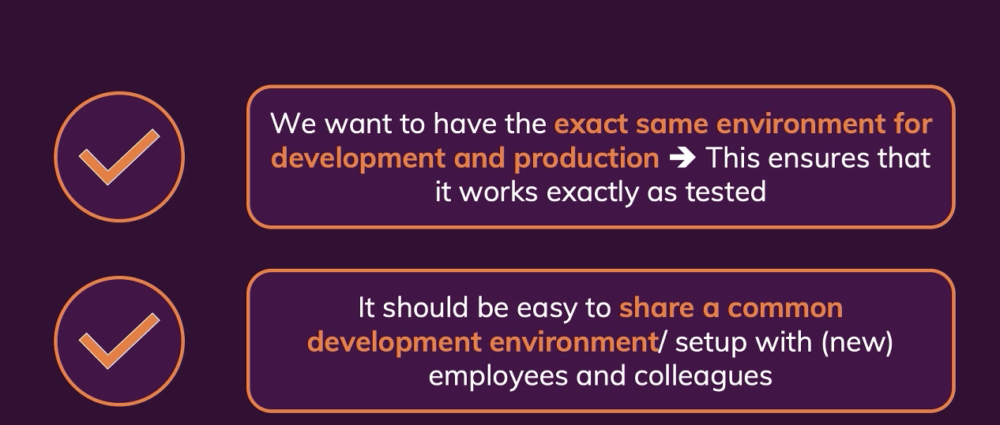 We want to have the exact same environment for
development and production ➔ This ensures that
it works exactly as tested
It should be easy to share a common
development environment/ setup with (new)
employees and colleagues